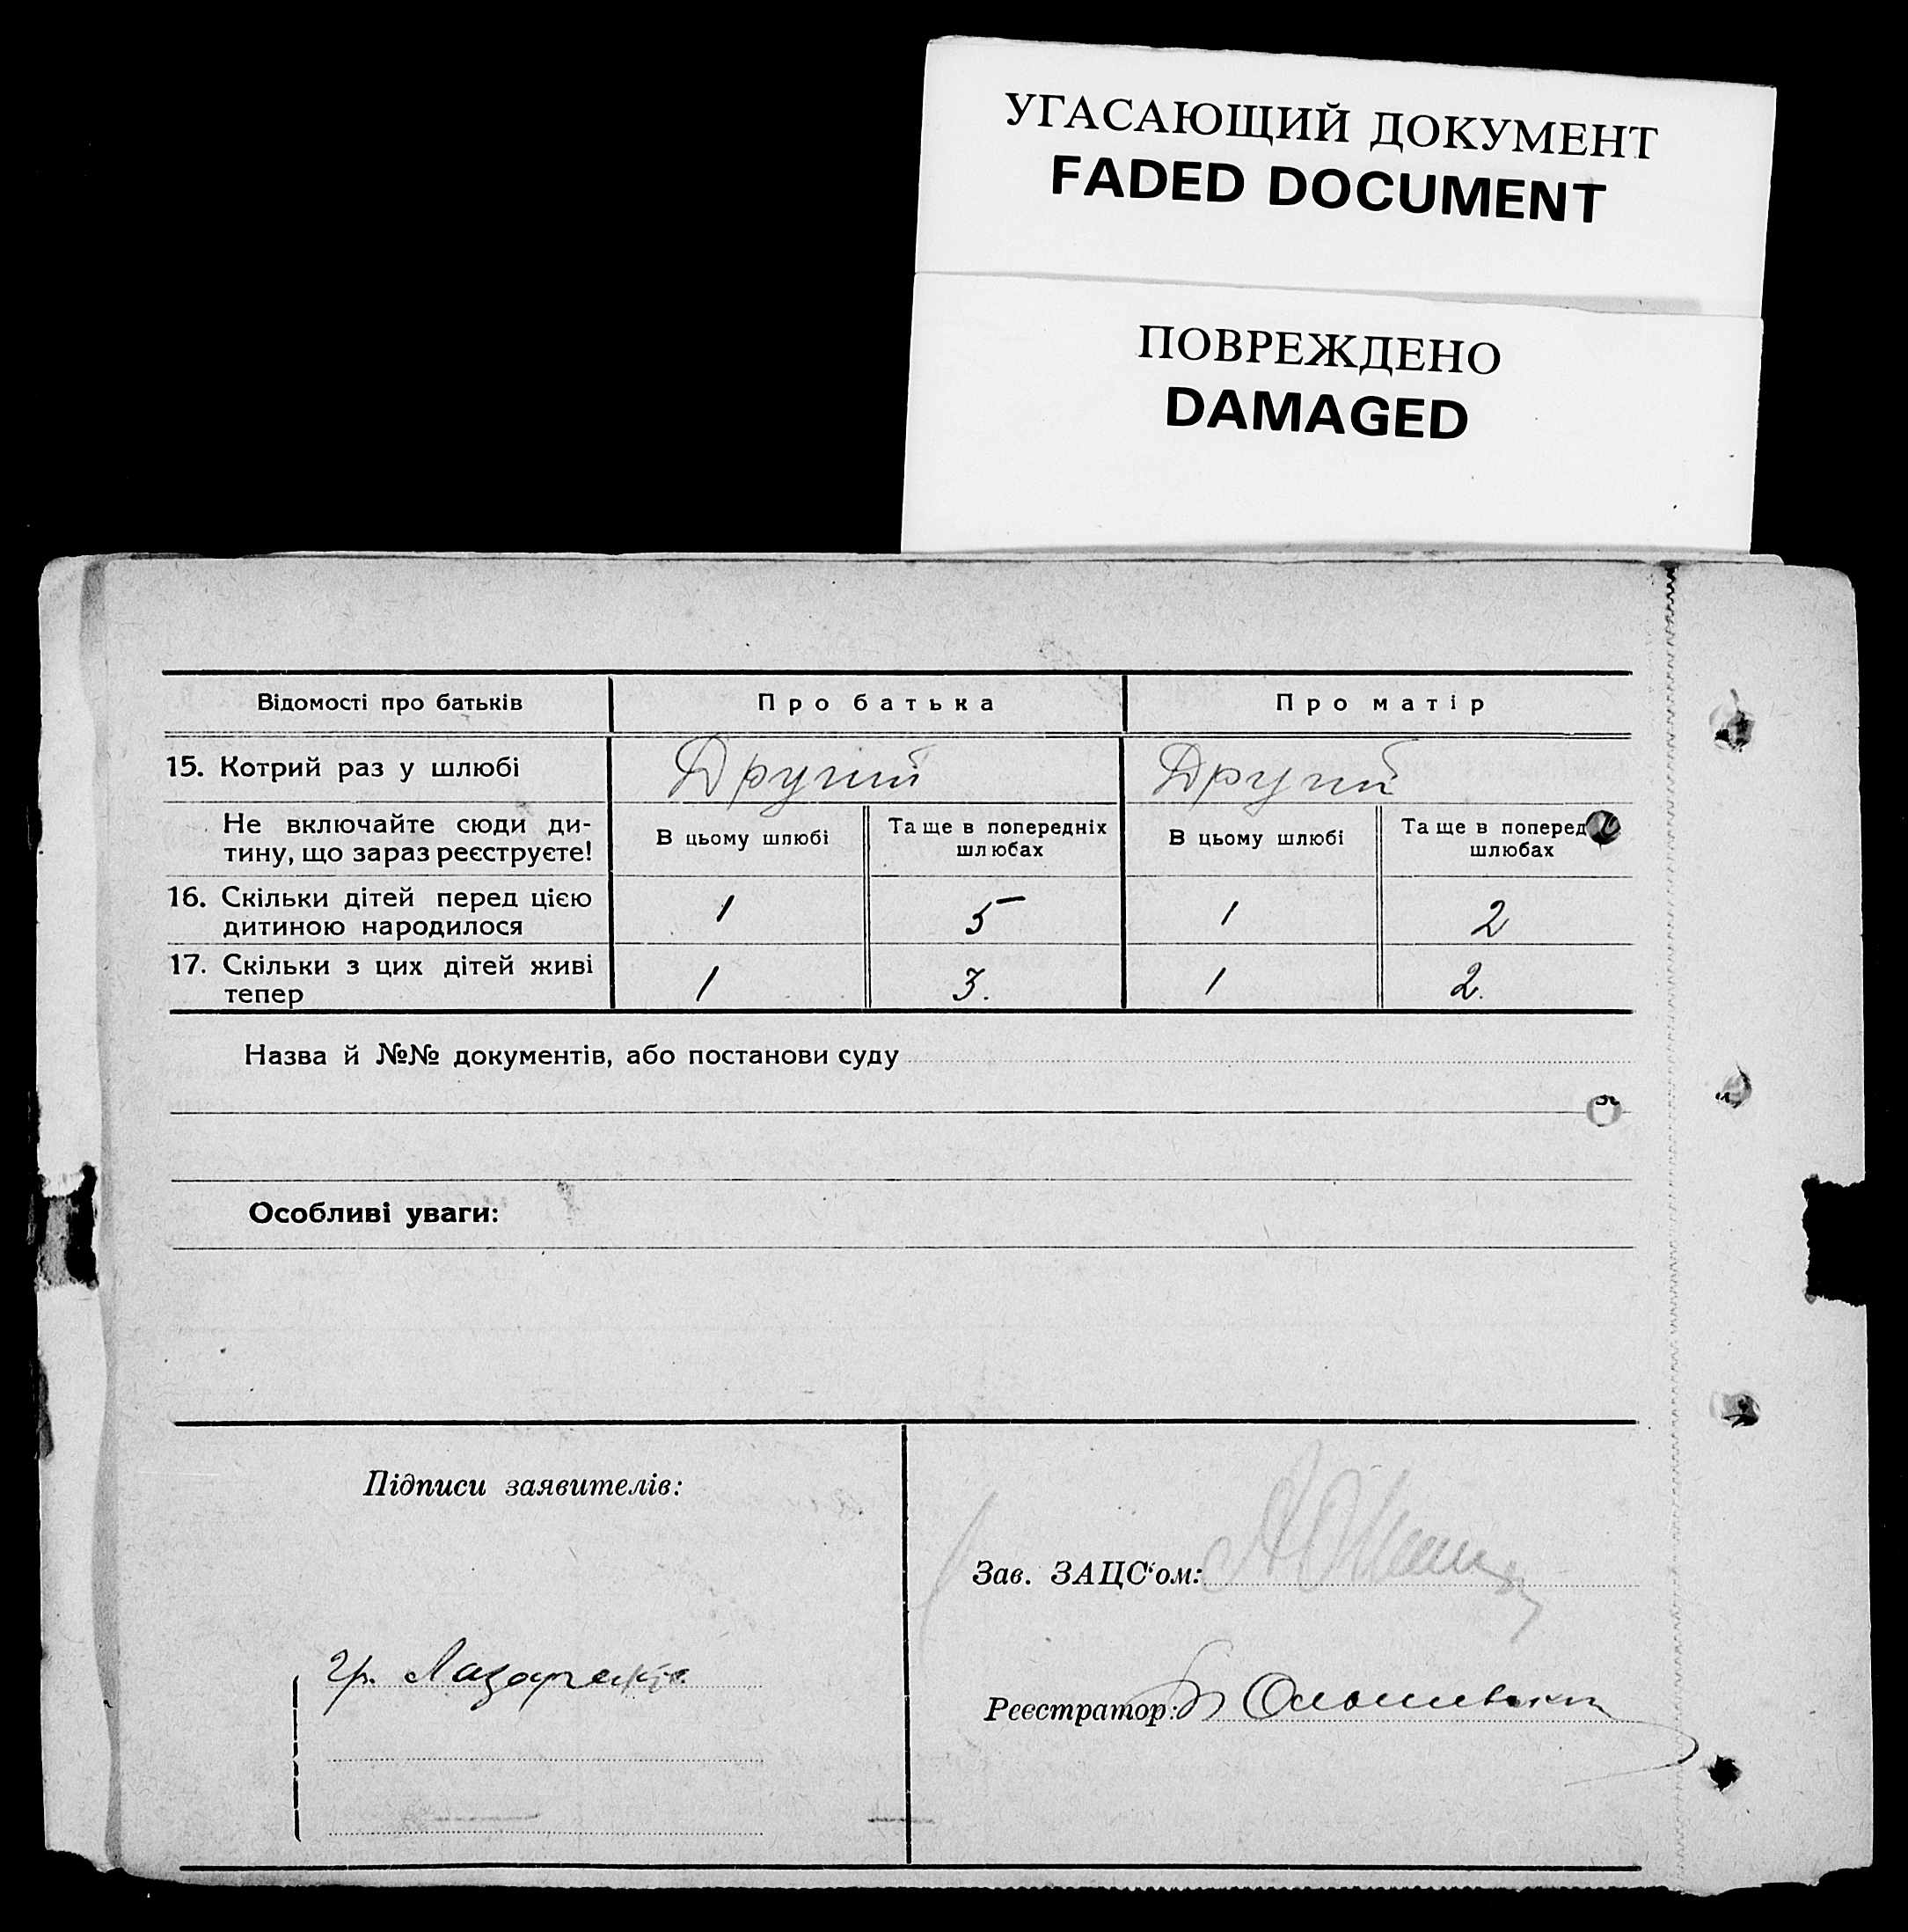 УГАСАЮЩИЙ ДОКУМЕНТ
FADED DOCUMENT
ПОВРЕЖДЕНО
DAMAGED
Відомості про батьків Про батька Про матір
15. Котрий раз у шлюбі Другий Другий
Не включайте сюди ди-
тину, що зараз реєструєте!
В цьому шлюбі
Та ще в попередніх
шлюбах
В цьому шлюбі
Та ще в поперед
шлюбах
16. Скільки дітей перед цією
дитиною народилося
1 5 1 2
17. Скільки з цих дітей живі
тепер
1 3. 1 2.
Назва й №№ документів, або постанови суду
Особливі уваги:
Підписи заявителів:
гр.
Зав. ЗАЦС‘ом:
Реєстратор: